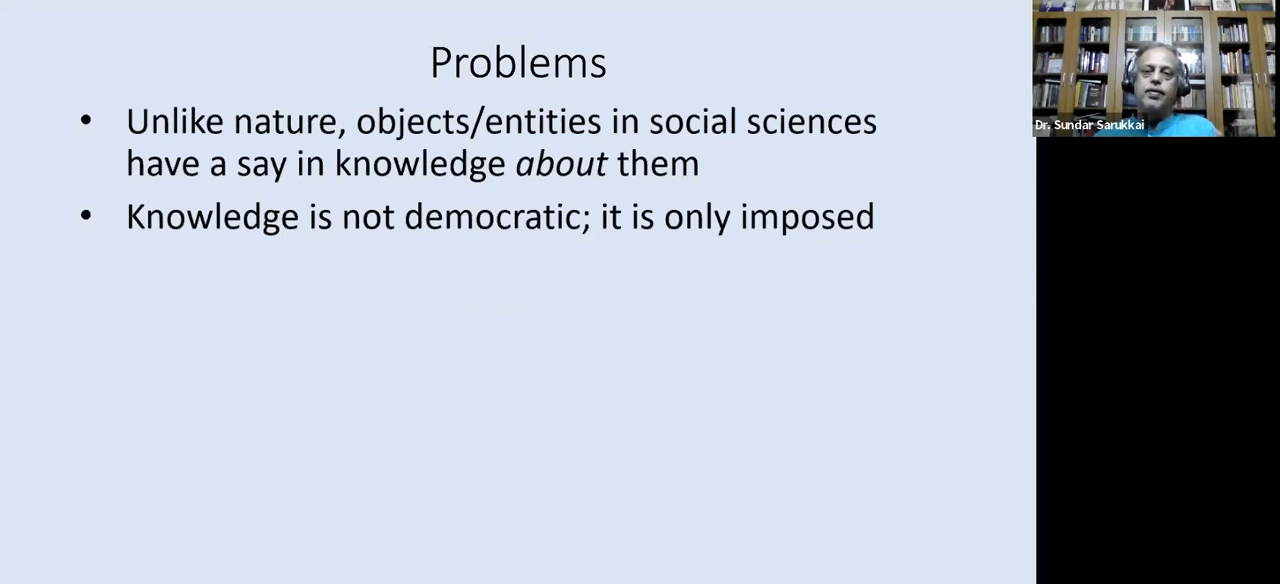 Problems
• Unlike nature, objects/entities in social sciences
have a say in knowledge about them
• Knowledge is not democratic; it is only imposed
Dr. Sundar Sarukkai